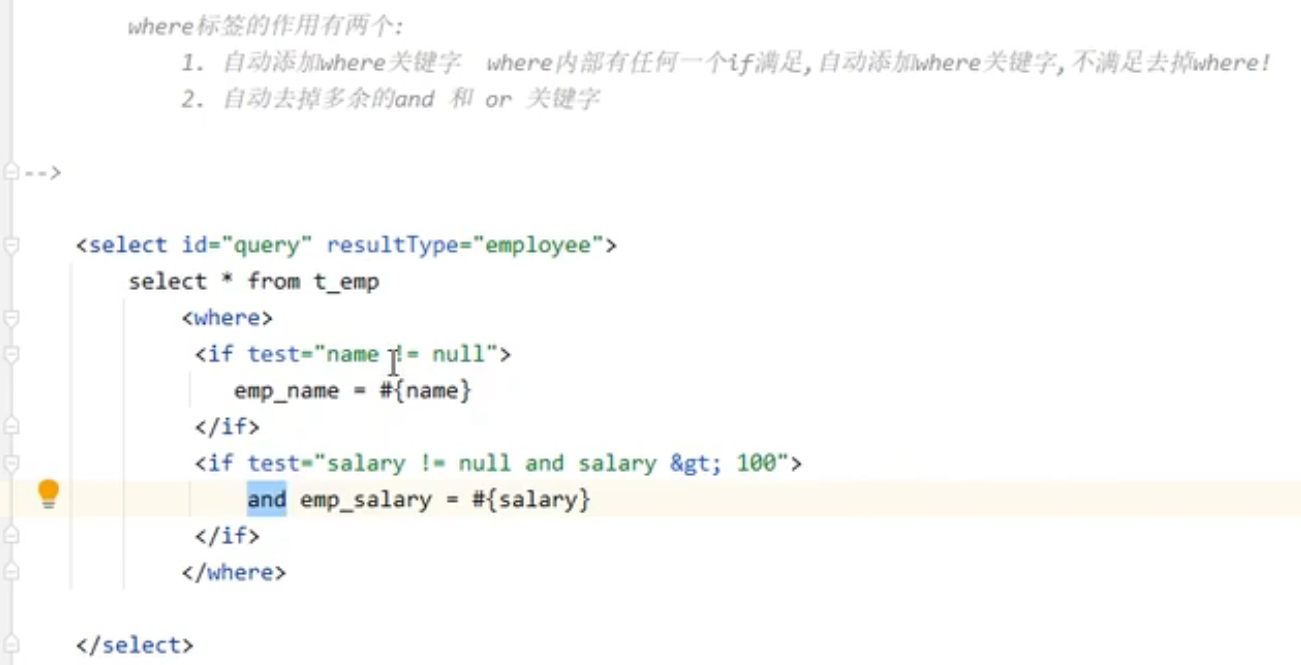 where标签的作用有两个:
1. 自动添加where关键字  where内部有任何一个if满足,自动添加where关键字,不满足去掉where!
2. 自动去掉多余的and 和 or 关键字
-->
<select id="query" resultType="employee">
select * from t_emp
<where>
<if test="name != null">
emp_name = #{name}
</if>
<if test="salary != null and salary &gt; 100">
and emp_salary = #{salary}
</if>
</where>
</select>